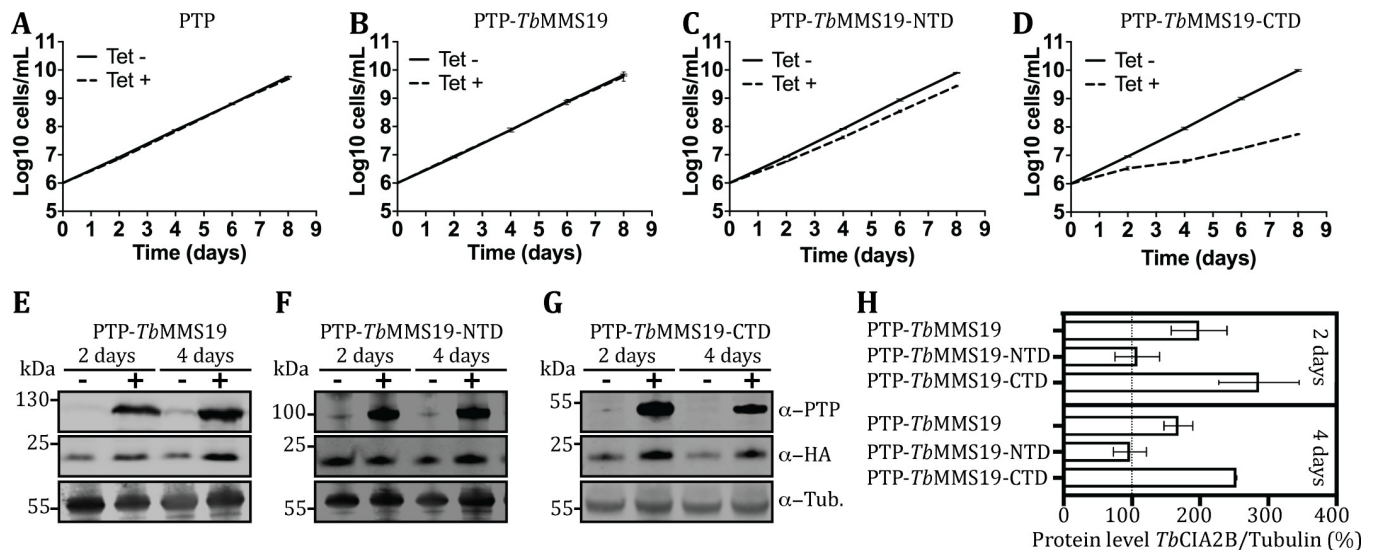 A PTP
11
10
9
8
7
6
5
Log10 cells/mL
Tet -
Tet +
0 1 2 3 4 5 6 7 8 9
Time (days)
B PTP-TbMMS19
11
10
9
8
7
6
5
Log10 cells/mL
Tet -
Tet +
0 1 2 3 4 5 6 7 8 9
Time (days)
C PTP-TbMMS19-NTD
11
10
9
8
7
6
5
Log10 cells/mL
Tet -
Tet +
0 1 2 3 4 5 6 7 8 9
Time (days)
D PTP-TbMMS19-CTD
11
10
9
8
7
6
5
Log10 cells/mL
Tet -
Tet +
0 1 2 3 4 5 6 7 8 9
Time (days)
E
PTP-TbMMS19
2 days 4 days
kDa
- + - +
130
25
55
F
PTP-TbMMS19-NTD
2 days 4 days
kDa
- + - +
100
25
55
G
PTP-TbMMS19-CTD
2 days 4 days
kDa
- + - +
55
25
55
α-PTP
α-HA
α-Tub.
H
PTP-TbMMS19
PTP-TbMMS19-NTD
PTP-TbMMS19-CTD
2 days
PTP-TbMMS19
PTP-TbMMS19-NTD
PTP-TbMMS19-CTD
4 days
0 100 200 300 400
Protein level TbCIA2B/Tubulin (%)